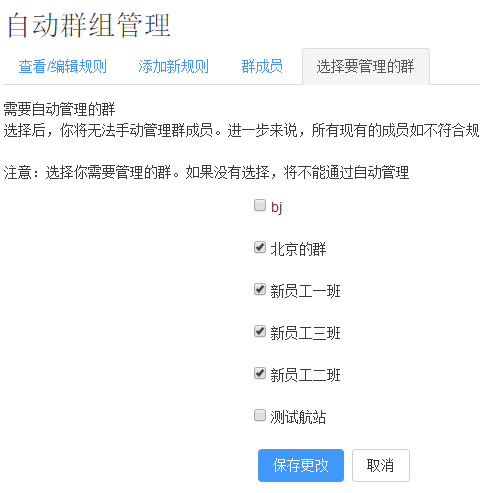 自动群组管理
查看/编辑规则 添加新规则 群成员 选择要管理的群
需要自动管理的群
选择后，你将无法手动管理群成员。进一步来说，所有现有的成员如不符合规
注意：选择你需要管理的群。如果没有选择，将不能通过自动管理
bj
北京的群
新员工一班
新员工三班
新员工二班
测试航站
保存更改 取消